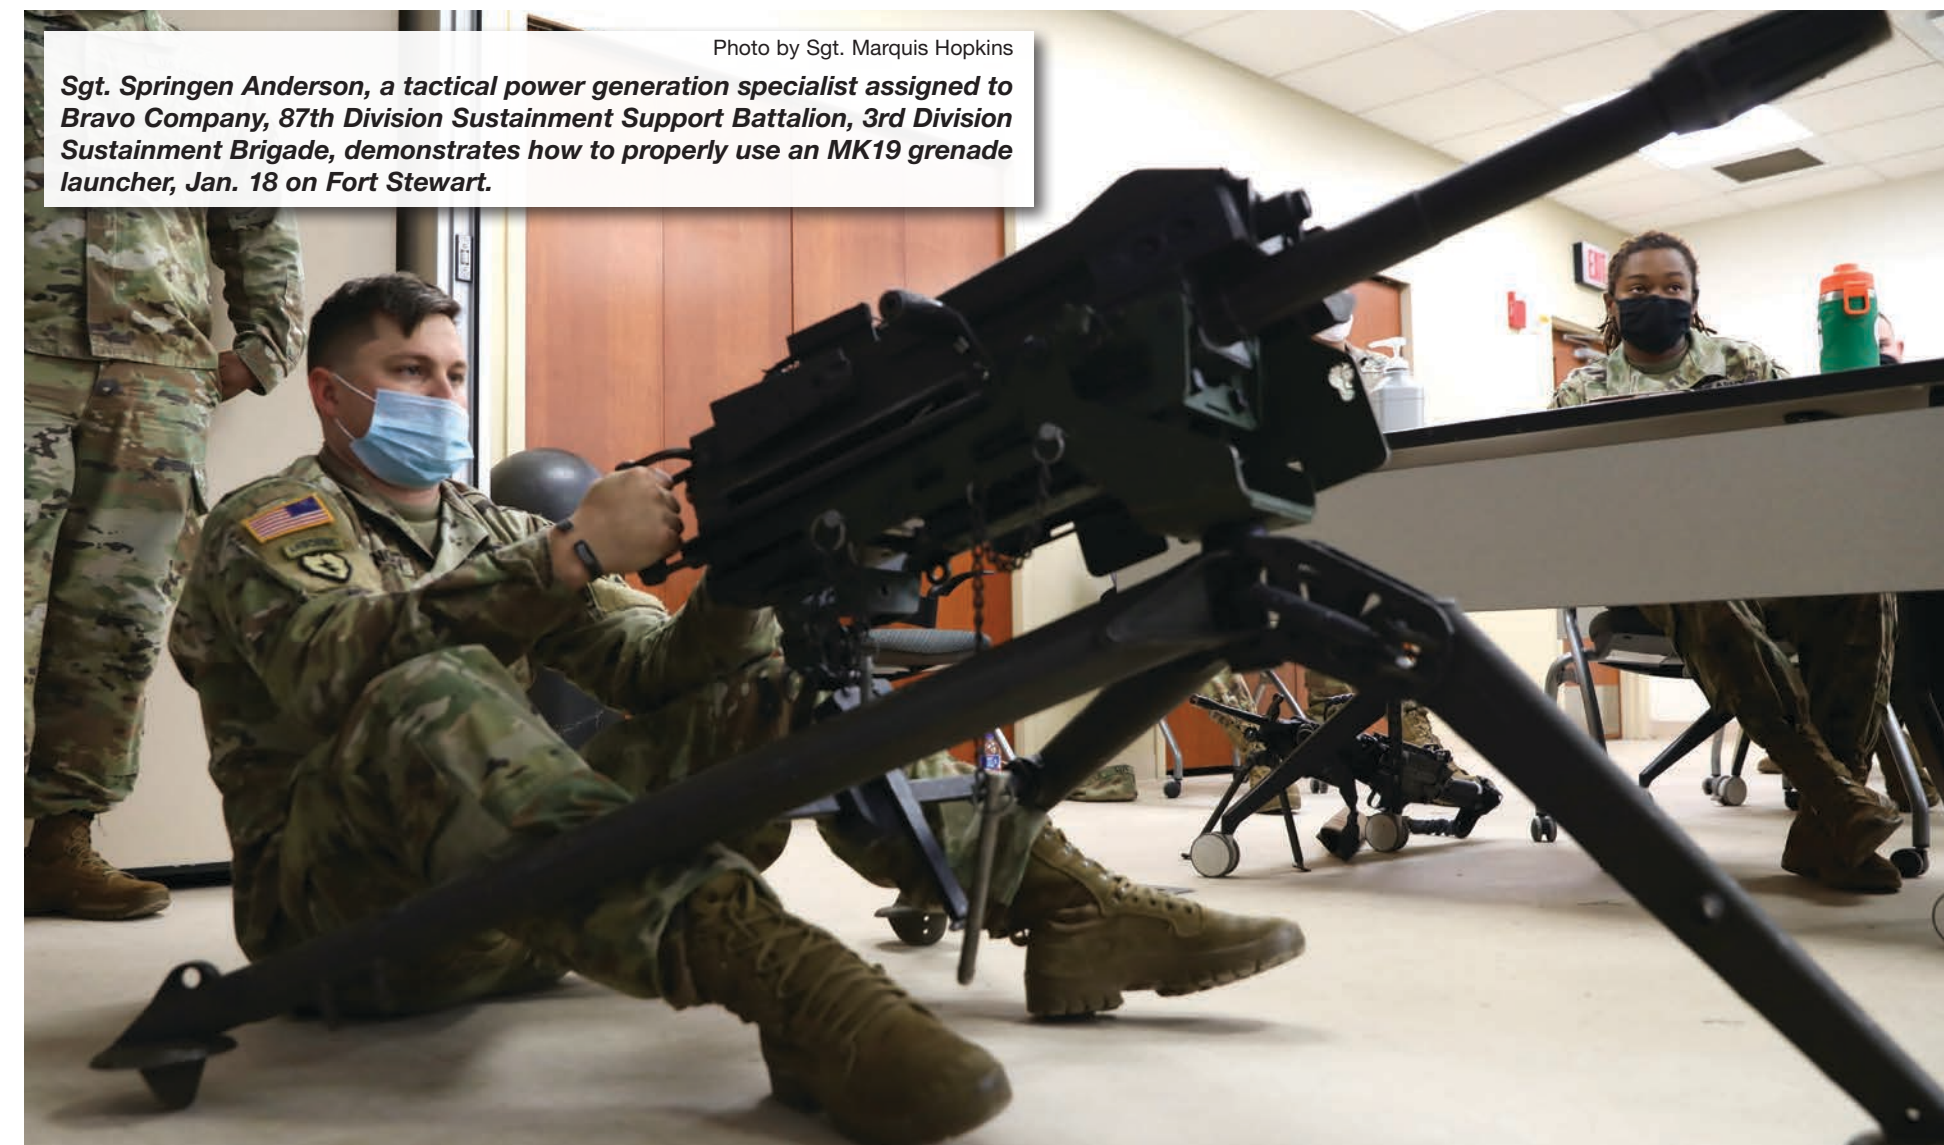 Photo by Sgt. Marquis Hopkins
Sgt. Springen Anderson, a tactical power generation specialist assigned to
Bravo Company, 87th Division Sustainment Support Battalion, 3rd Division
Sustainment Brigade, demonstrates how to properly use an MK19 grenade
launcher, Jan. 18 on Fort Stewart.
EXIT
AIRBORNE